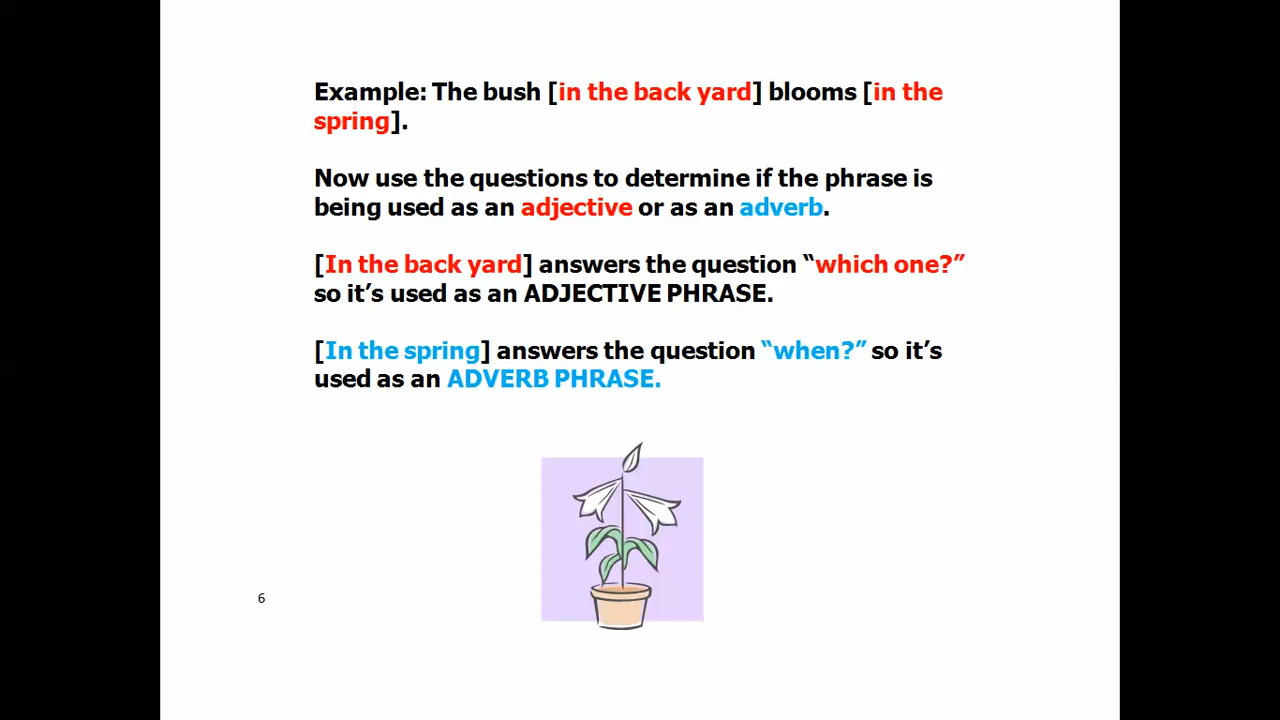 Example: The bush [in the back yard] blooms [in the
spring].
Now use the questions to determine if the phrase is
being used as an adjective or as an adverb.
[In the back yard] answers the question “which one?”
so it’s used as an ADJECTIVE PHRASE.
[In the spring] answers the question “when?” so it’s
used as an ADVERB PHRASE.
6